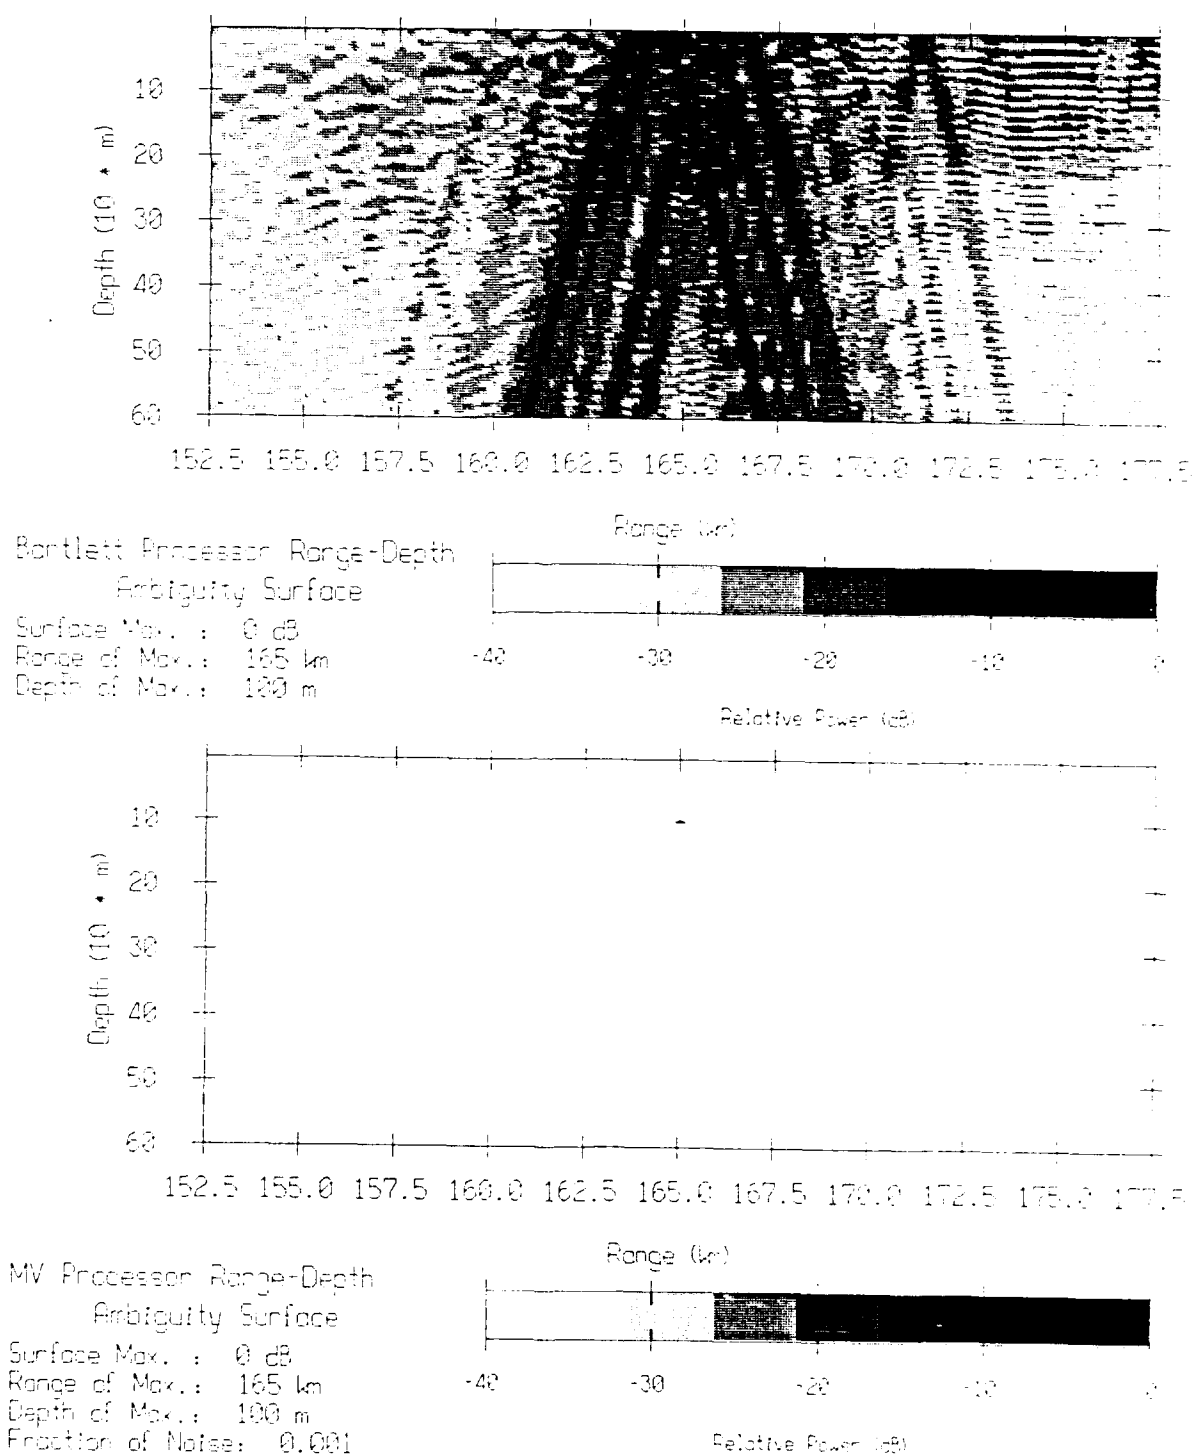 10
20
30
40
50
60
Depth (10 * m)
152.5 155.0 157.5 160.0 162.5 165.0 167.5 170.0 172.5 175.0 177.5
Range (km)
Bartlett Processor Range-Depth
Ambiguity Surface
Surface Max. : 0 dB
Range of Max.: 165 km
Depth of Max.: 100 m
-40 -30 -20 -10 0
Relative Power (dB)
10
20
30
40
50
60
Depth (10 * m)
152.5 155.0 157.5 160.0 162.5 165.0 167.5 170.0 172.5 175.0 177.5
Range (km)
MV Processor Range-Depth
Ambiguity Surface
Surface Max. : 0 dB
Range of Max.: 165 km
Depth of Max.: 100 m
Fraction of Noise: 0.001
-40 -30 -20 -10 0
Relative Power (dB)